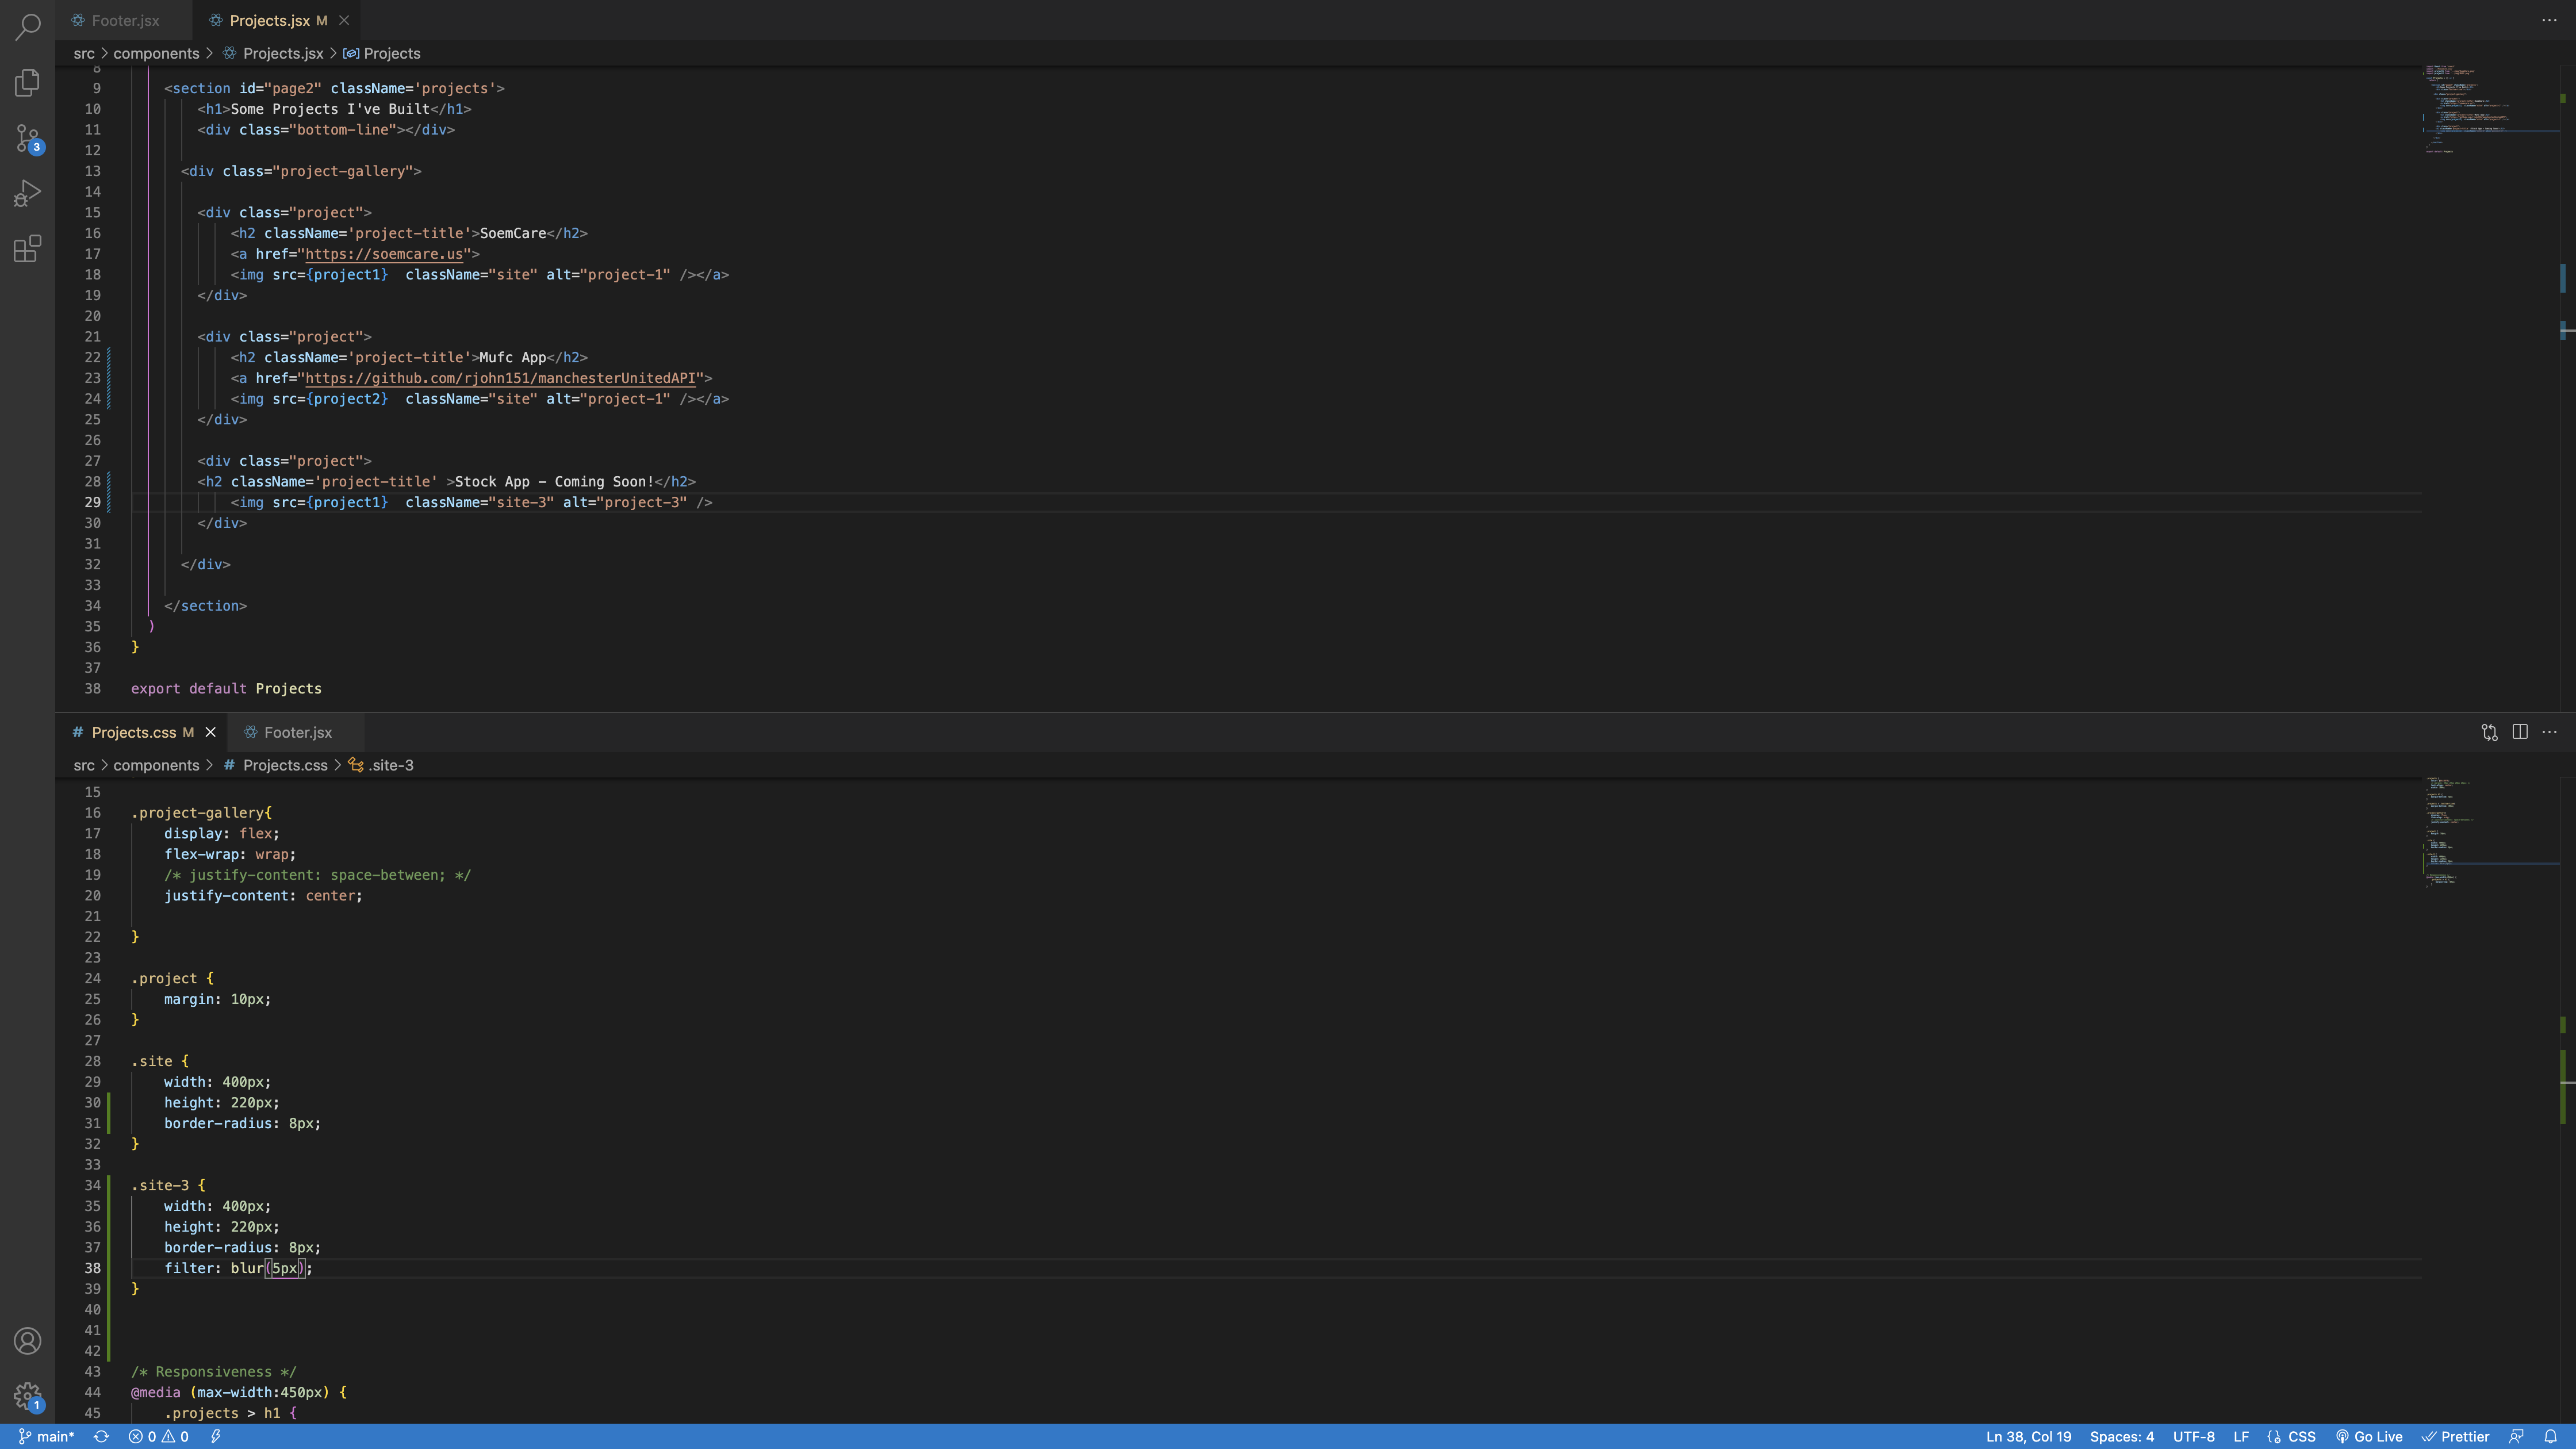 Footer.jsx
Projects.jsx M
src > components > Projects.jsx > Projects
8
9 <section id="page2" className='projects'>
10 <h1>Some Projects I've Built</h1>
11 <div class="bottom-line"></div>
12
13 <div class="project-gallery">
14
15 <div class="project">
16 <h2 className='project-title'>SoemCare</h2>
17 <a href="https://soemcare.us">
18 <img src={project1}  className="site" alt="project-1" /></a>
19 </div>
20
21 <div class="project">
22 <h2 className='project-title'>Mufc App</h2>
23 <a href="https://github.com/rjohn151/manchesterUnitedAPI">
24 <img src={project2}  className="site" alt="project-1" /></a>
25 </div>
26
27 <div class="project">
28 <h2 className='project-title' >Stock App – Coming Soon!</h2>
29 <img src={project1}  className="site-3" alt="project-3" />
30 </div>
31
32 </div>
33
34 </section>
35 )
36 }
37
38 export default Projects
3
# Projects.css M
Footer.jsx
src > components > # Projects.css > .site-3
15
16 .project-gallery{
17 display: flex;
18 flex-wrap: wrap;
19 /* justify-content: space-between; */
20 justify-content: center;
21
22 }
23
24 .project {
25 margin: 10px;
26 }
27
28 .site {
29 width: 400px;
30 height: 220px;
31 border-radius: 8px;
32 }
33
34 .site-3 {
35 width: 400px;
36 height: 220px;
37 border-radius: 8px;
38 filter: blur(5px);
39 }
40
41
42
43 /* Responsiveness */
44 @media (max-width:450px) {
45 .projects > h1 {
1
main* 0 0 Ln 38, Col 19 Spaces: 4 UTF-8 LF CSS Go Live Prettier